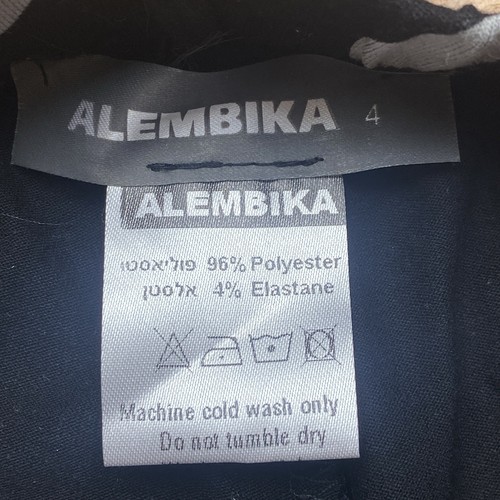 ALEMBIKA 4
ALEMBIKA
פוליאסטר 96% Polyester
אלסטן 4% Elastane
Machine cold wash only
Do not tumble dry